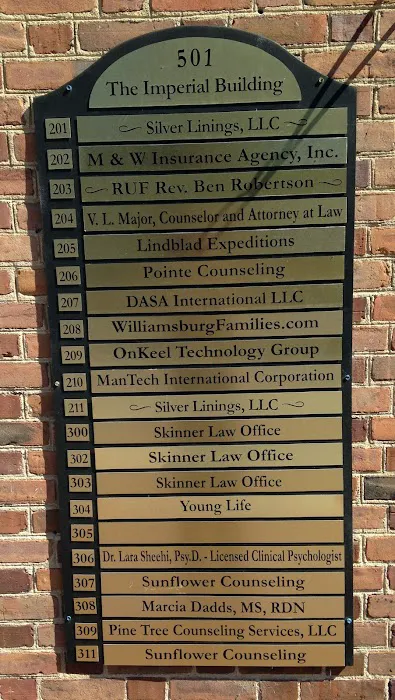 501
The Imperial Building
201 Silver Linings, LLC
202 M & W Insurance Agency, Inc.
203 RUF Rev. Ben Robertson
204 V. L. Major, Counselor and Attorney at Law
205 Lindblad Expeditions
206 Pointe Counseling
207 DASA International LLC
208 WilliamsburgFamilies.com
209 OnKeel Technology Group
210 ManTech International Corporation
211 Silver Linings, LLC
300 Skinner Law Office
302 Skinner Law Office
303 Skinner Law Office
304 Young Life
305
306 Dr. Lara Sheehi, Psy.D. - Licensed Clinical Psychologist
307 Sunflower Counseling
308 Marcia Dadds, MS, RDN
309 Pine Tree Counseling Services, LLC
311 Sunflower Counseling